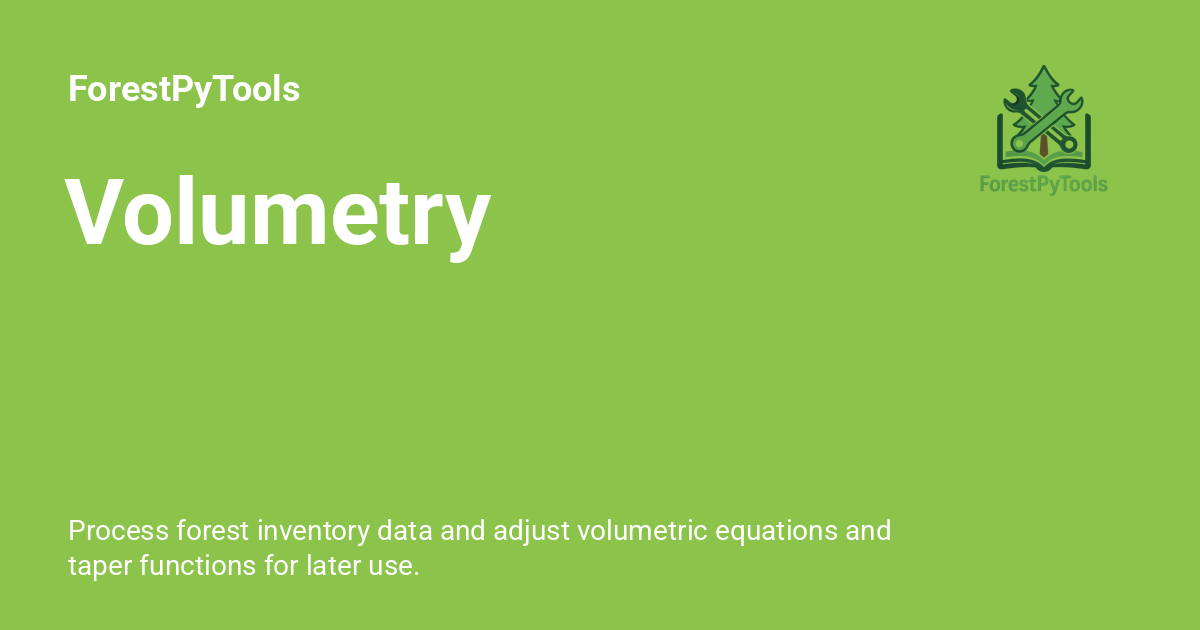 ForestPyTools
ForestPyTools
Volumetry
Process forest inventory data and adjust volumetric equations and
taper functions for later use.